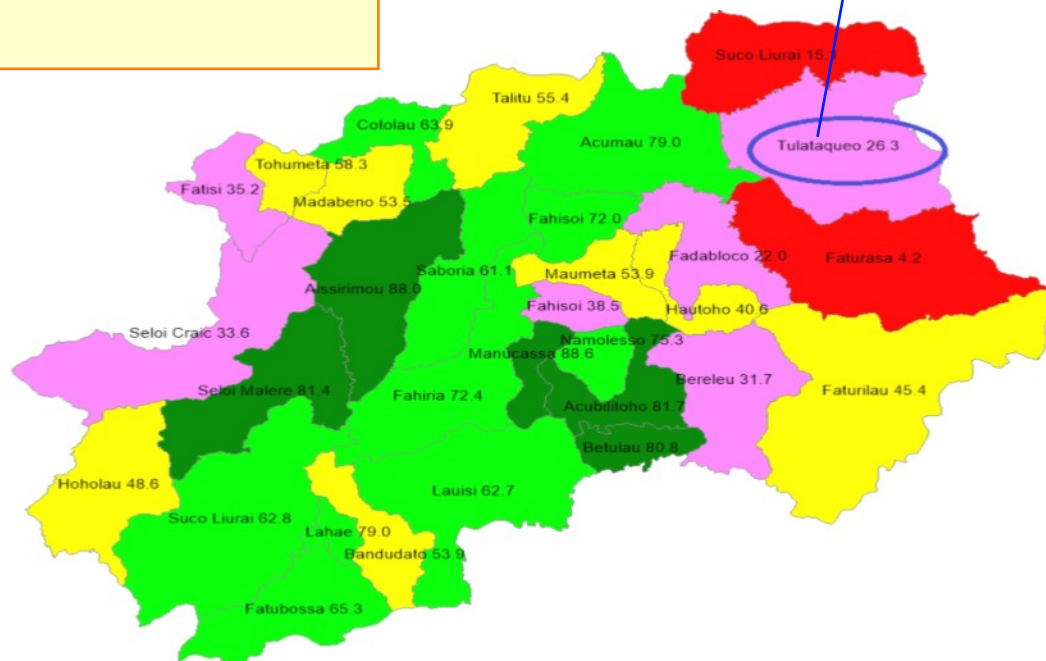 Suco Liurai 15.
Talitu 55.4
Cotolau 63.9
Acumau 79.0
Tulataqueo 26.3
Tohumeta 58.3
Fatisi 35.2
Madabeno 53.5
Fahisoi 72.0
Fadabloco 22.0
Faturasa 4.2
Saboria 61.1
Maumeta 53.9
Aissirimou 88.0
Fahisoi 38.5
Hautoho 40.6
Seloi Craic 33.6
Namolesso 75.3
Manucassa 88.6
Bereleu 31.7
Seloi Malere 81.4
Fahiria 72.4
Faturilau 45.4
Acubilitoho 81.7
Betulau 80.8
Hoholau 48.6
Lauisi 62.7
Suco Liurai 62.8
Lahae 79.0
Bandudato 53.9
Fatubossa 65.3